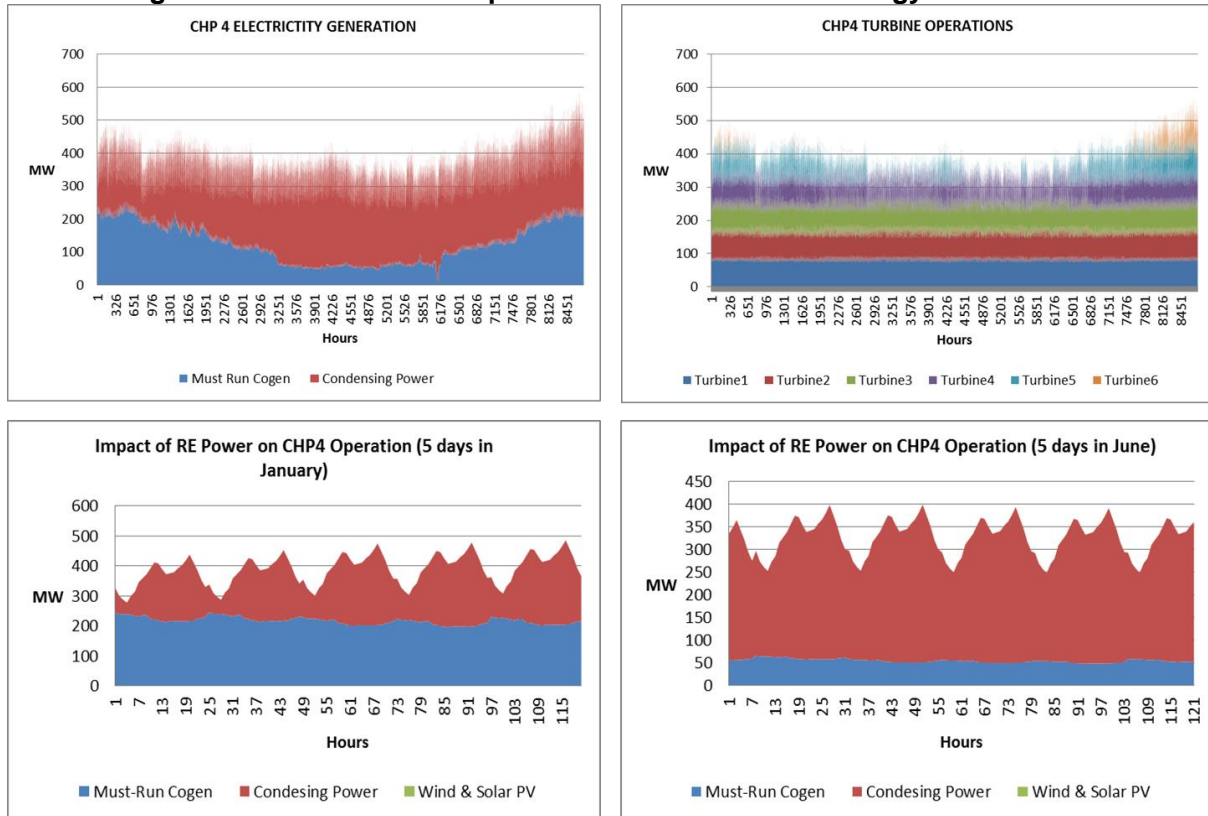 CHP 4 ELECTRICTITY GENERATION
700
600
500
400
MW
300
200
100
0
1 326 651 976 1301 1626 1951 2276 2601 2926 3251 3576 3901 4226 4551 4876 5201 5526 5851 6176 6501 6826 7151 7476 7801 8126 8451
Hours
Must Run Cogen Condensing Power
CHP4 TURBINE OPERATIONS
700
600
500
400
MW
300
200
100
0
1 326 651 976 1301 1626 1951 2276 2601 2926 3251 3576 3901 4226 4551 4876 5201 5526 5851 6176 6501 6826 7151 7476 7801 8126 8451
Hours
Turbine1 Turbine2 Turbine3 Turbine4 Turbine5 Turbine6
Impact of RE Power on CHP4 Operation (5 days in
January)
600
500
400
MW 300
200
100
0
1 7 13 19 25 31 37 43 49 55 61 67 73 79 85 91 97 103 109 115
Hours
Must-Run Cogen Condesing Power Wind & Solar PV
Impact of RE Power on CHP4 Operation (5 days in June)
450
400
350
300
MW 250
200
150
100
50
0
1 7 13 19 25 31 37 43 49 55 61 67 73 79 85 91 97 103 109 115 121
Hours
Must-Run Cogen Condesing Power Wind & Solar PV